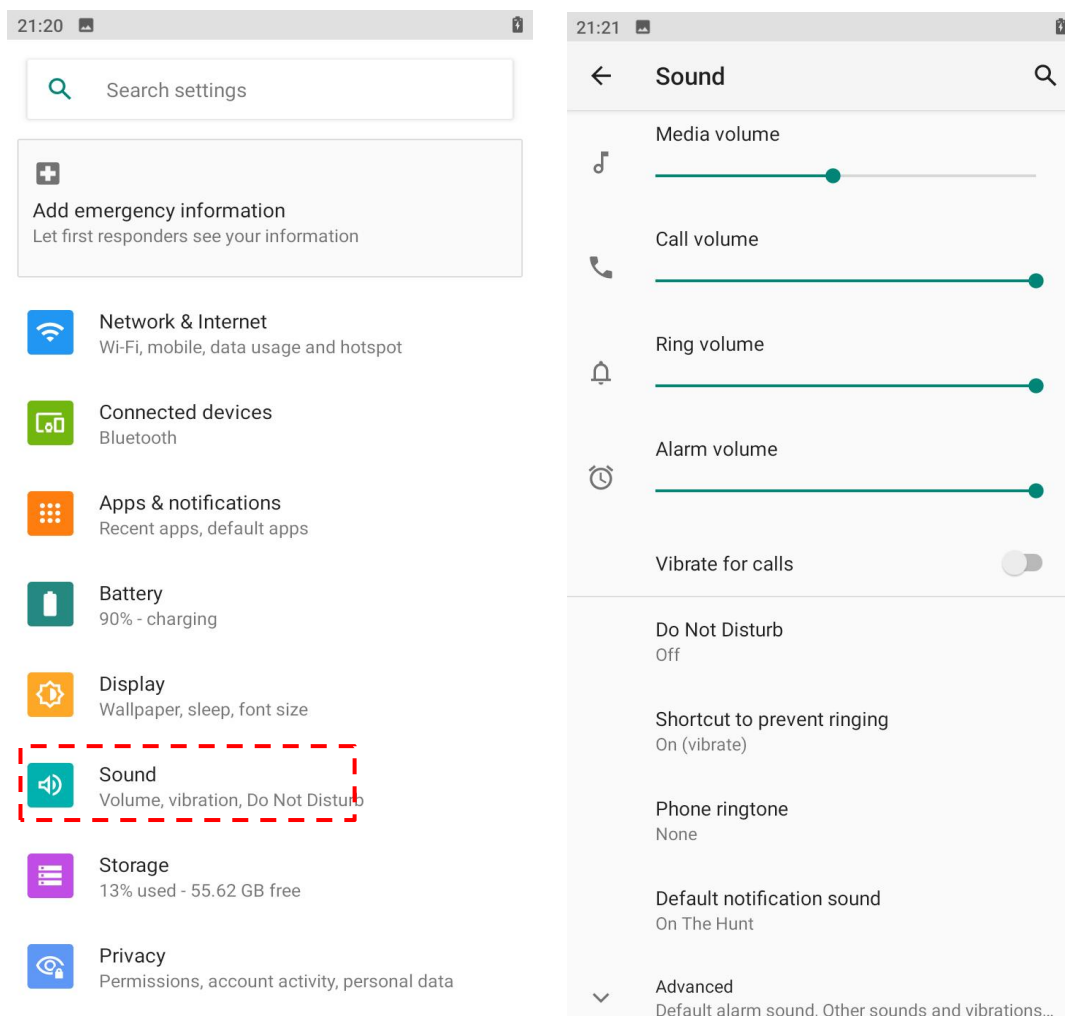 21:20
Search settings
Add emergency information
Let first responders see your information
Network & Internet
Wi-Fi, mobile, data usage and hotspot
Connected devices
Bluetooth
Apps & notifications
Recent apps, default apps
Battery
90% - charging
Display
Wallpaper, sleep, font size
Sound
Volume, vibration, Do Not Disturb
Storage
13% used - 55.62 GB free
Privacy
Permissions, account activity, personal data
21:21
Sound
Media volume
Call volume
Ring volume
Alarm volume
Vibrate for calls
Do Not Disturb
Off
Shortcut to prevent ringing
On (vibrate)
Phone ringtone
None
Default notification sound
On The Hunt
Advanced
Default alarm sound, Other sounds and vibrations...